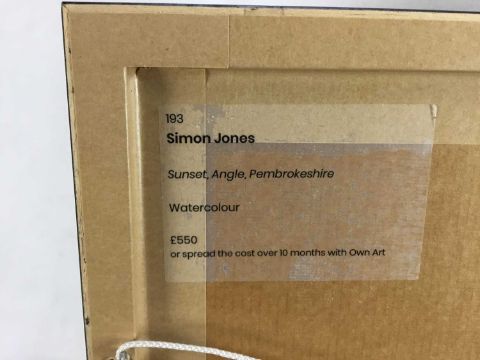 193
Simon Jones
Sunset, Angle, Pembrokeshire
Watercolour
£550
or spread the cost over 10 months with Own Art